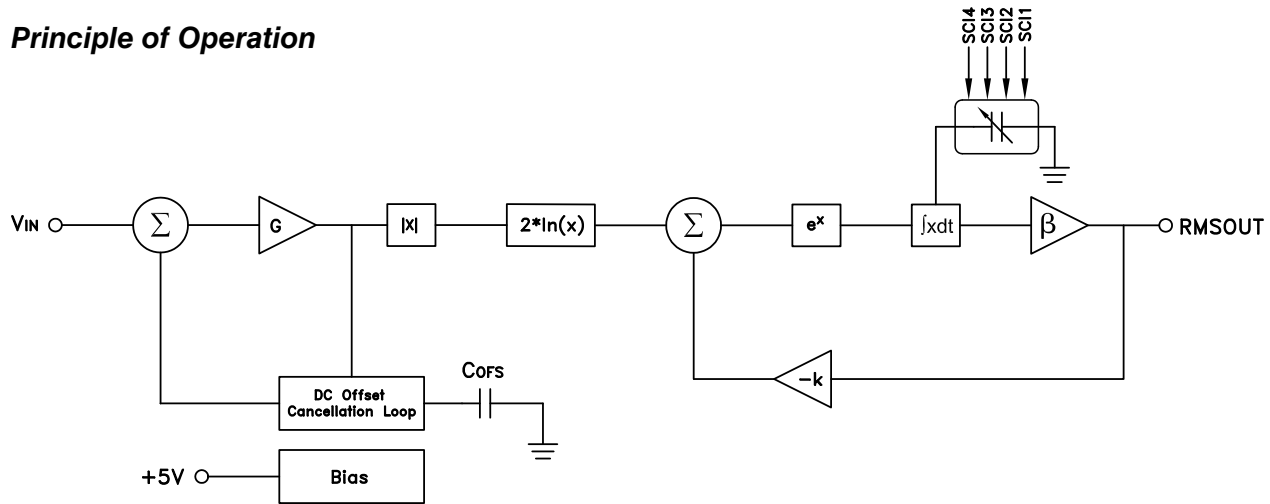 Principle of Operation
SCI4
SCI3
SCI2
SCI1
VIN
Σ
G
|x|
2*ln(x)
Σ
eˣ
∫xdt
β
RMSOUT
-k
DC Offset
Cancellation Loop
COFS
+5V
Bias